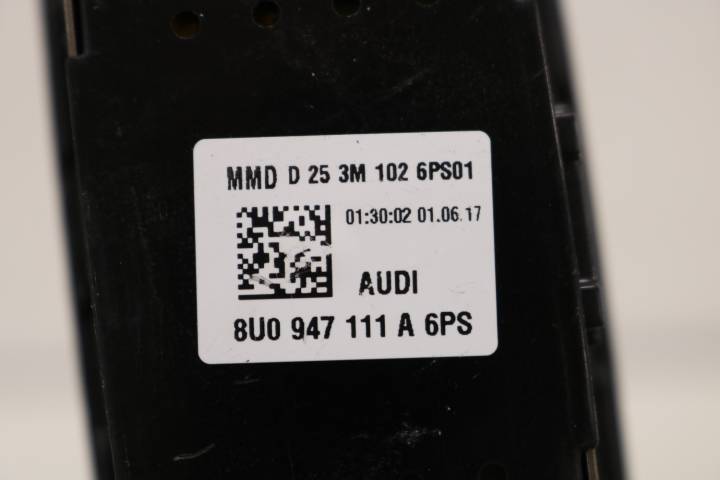 MMD D 25 3M 102 6PS01
01:30:02 01.06.17
AUDI
8U0 947 111 A 6PS